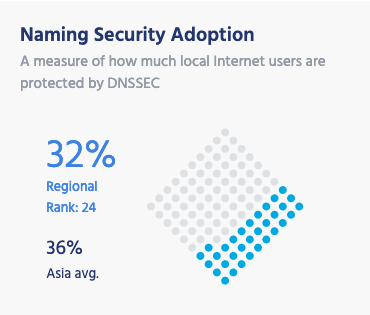 Naming Security Adoption
A measure of how much local Internet users are
protected by DNSSEC
32%
Regional
Rank: 24
36%
Asia avg.